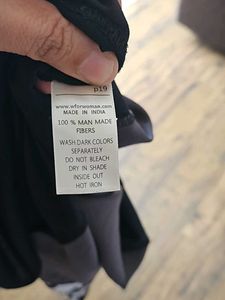 p19
www.wforwoman.com
MADE IN INDIA
100 % MAN MADE
FIBERS
WASH DARK COLORS
SEPARATELY
DO NOT BLEACH
DRY IN SHADE
INSIDE OUT
HOT IRON